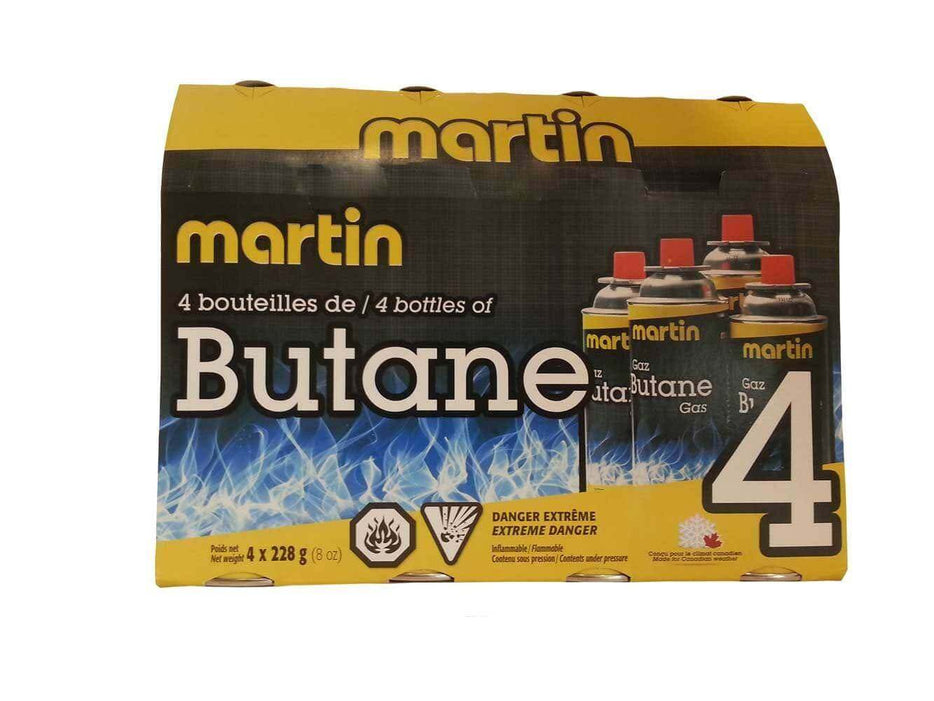 martin
martin
4 bouteilles de / 4 bottles of
Butane
martin
Gaz
Butane
Gas
martin
Gaz
4
DANGER EXTRÊME
EXTREME DANGER
Inflammable / Flammable
Contenu sous pression / Contents under pressure
Poids net
Net weight 4 x 228 g (8 oz)
Conçu pour le climat canadien
Made for Canadian weather